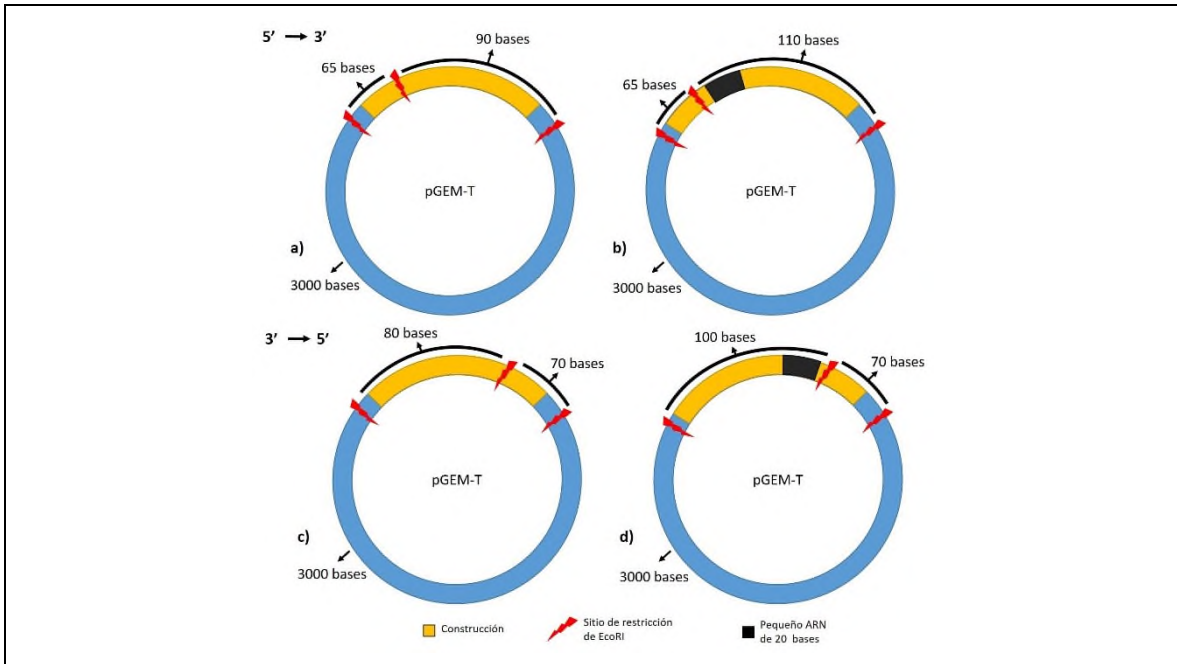 5' → 3'
90 bases
65 bases
pGEM-T
a)
3000 bases
110 bases
65 bases
pGEM-T
b)
3000 bases
3' → 5'
80 bases
70 bases
pGEM-T
c)
3000 bases
100 bases
70 bases
pGEM-T
d)
3000 bases
Construcción
Sitio de restricción
de EcoRI
Pequeño ARN
de 20 bases